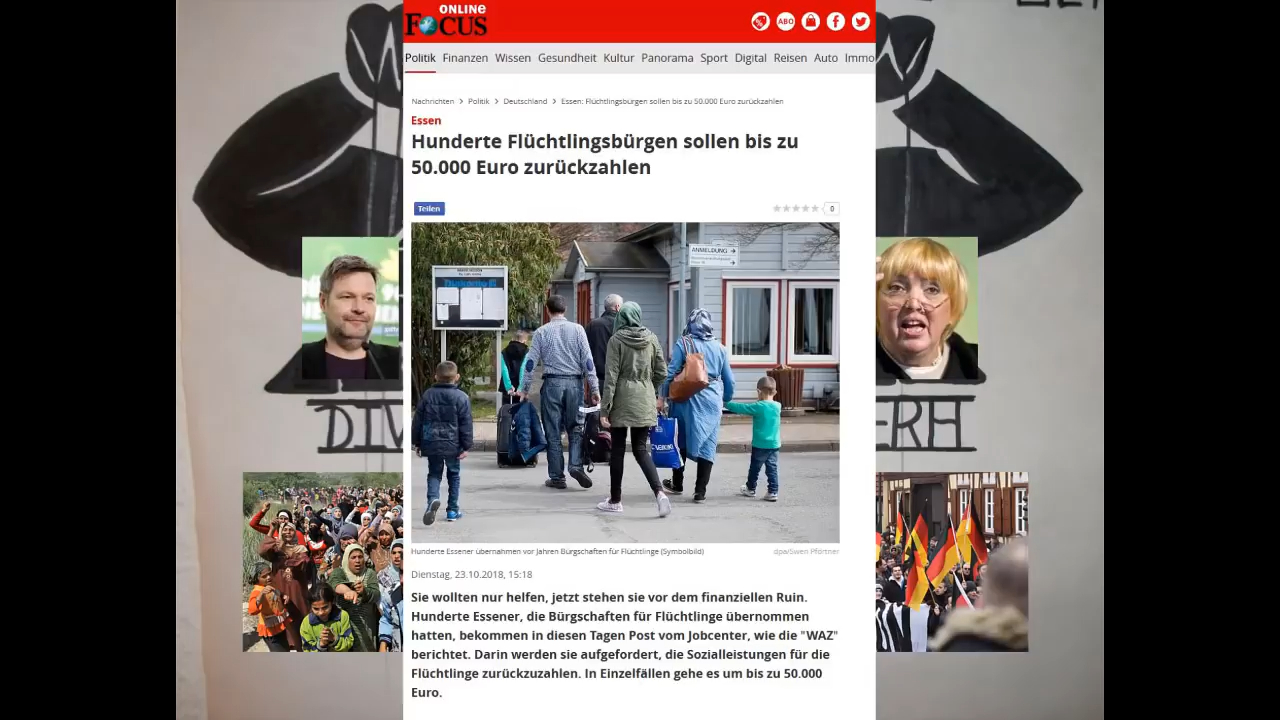 ONLINE
FOCUS
ABO
Politik Finanzen Wissen Gesundheit Kultur Panorama Sport Digital Reisen Auto Immo
Nachrichten > Politik > Deutschland > Essen: Flüchtlingsbürgen sollen bis zu 50.000 Euro zurückzahlen
Essen
Hunderte Flüchtlingsbürgen sollen bis zu
50.000 Euro zurückzahlen
Teilen
0
ANMELDUNG
Hunderte Essener übernahmen vor Jahren Bürgschaften für Flüchtlinge (Symbolbild)
dpa/Swen Pförtner
Dienstag, 23.10.2018, 15:18
Sie wollten nur helfen, jetzt stehen sie vor dem finanziellen Ruin.
Hunderte Essener, die Bürgschaften für Flüchtlinge übernommen
hatten, bekommen in diesen Tagen Post vom Jobcenter, wie die "WAZ"
berichtet. Darin werden sie aufgefordert, die Sozialleistungen für die
Flüchtlinge zurückzuzahlen. In Einzelfällen gehe es um bis zu 50.000
Euro.
DIV
ERH